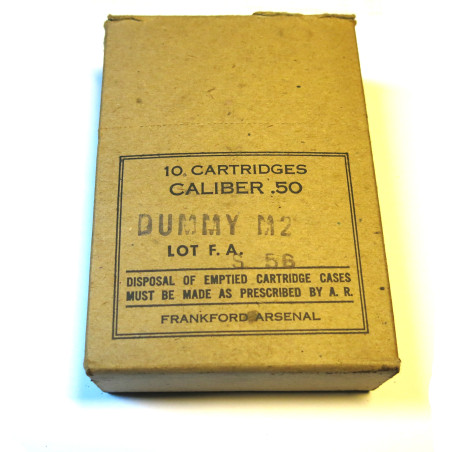 10 CARTRIDGES
CALIBER .50
DUMMY M2
LOT F. A.
S 56
DISPOSAL OF EMPTIED CARTRIDGE CASES
MUST BE MADE AS PRESCRIBED BY A. R.
FRANKFORD ARSENAL